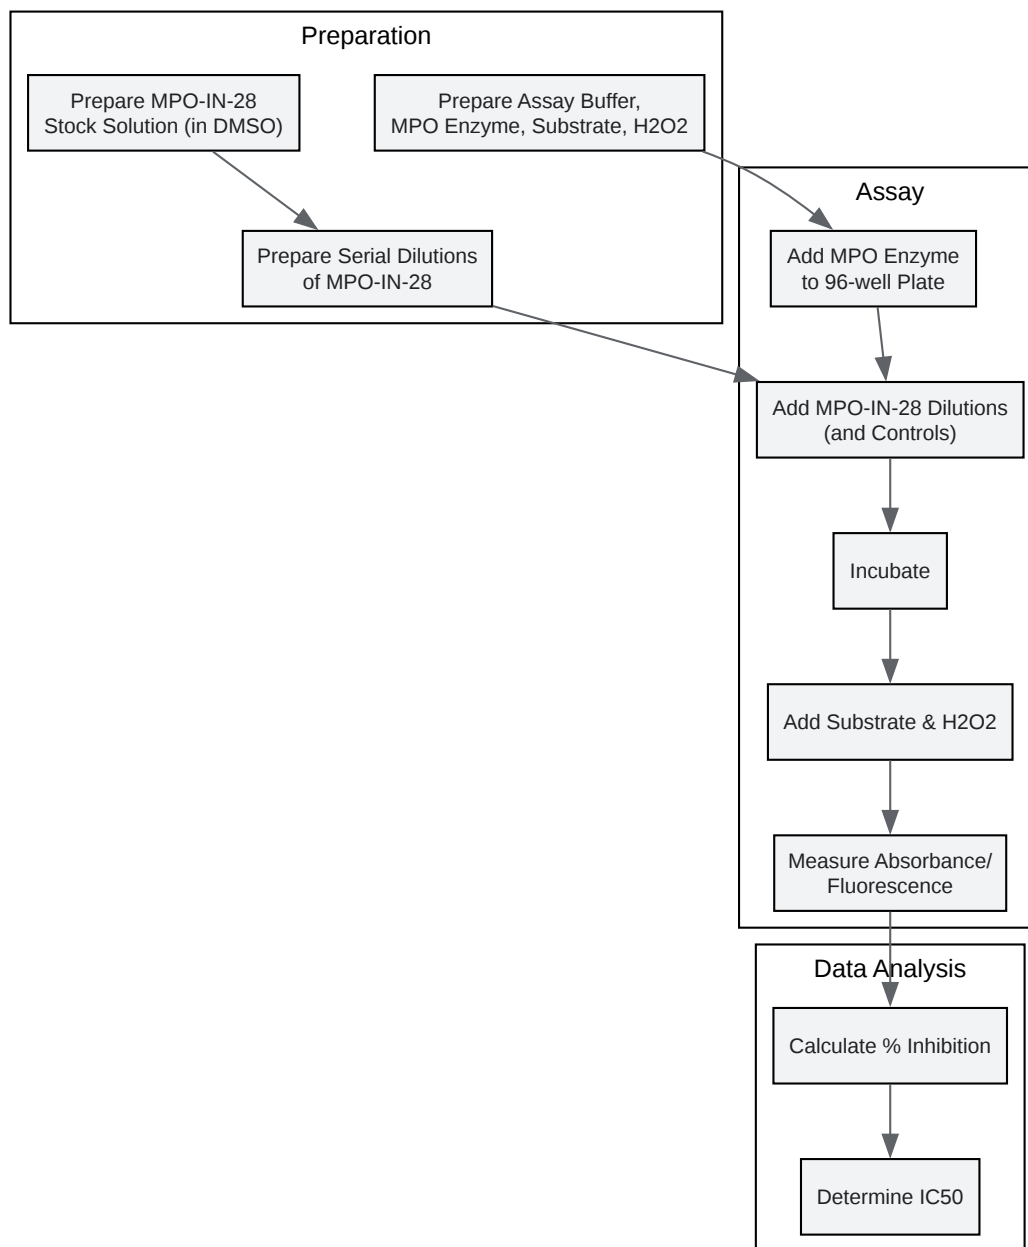 Preparation
Prepare MPO-IN-28
Stock Solution (in DMSO)
Prepare Assay Buffer,
MPO Enzyme, Substrate, H2O2
Prepare Serial Dilutions
of MPO-IN-28
Assay
Add MPO Enzyme
to 96-well Plate
Add MPO-IN-28 Dilutions
(and Controls)
Incubate
Add Substrate & H2O2
Measure Absorbance/
Fluorescence
Data Analysis
Calculate % Inhibition
Determine IC50